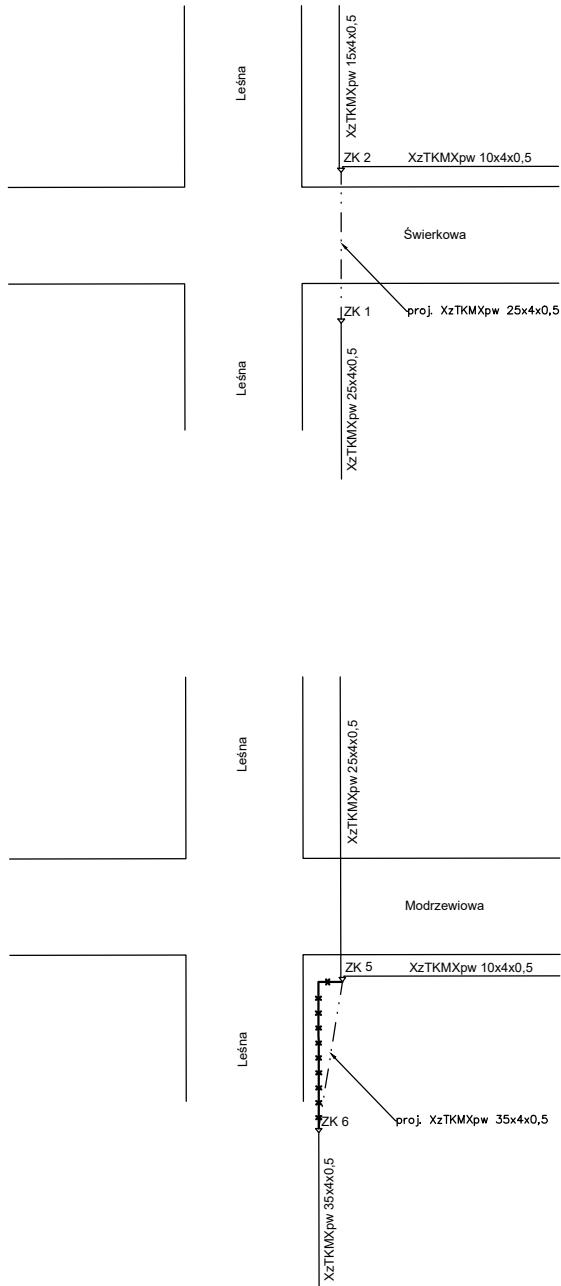 Leśna
XzTKMXpw 15x4x0,5
ZK 2
XzTKMXpw 10x4x0,5
Świerkowa
ZK 1
proj. XzTKMXpw 25x4x0,5
Leśna
XzTKMXpw 25x4x0,5
Leśna
XzTKMXpw 25x4x0,5
Modrzewiowa
ZK 5
XzTKMXpw 10x4x0,5
Leśna
ZK 6
proj. XzTKMXpw 35x4x0,5
XzTKMXpw 35x4x0,5